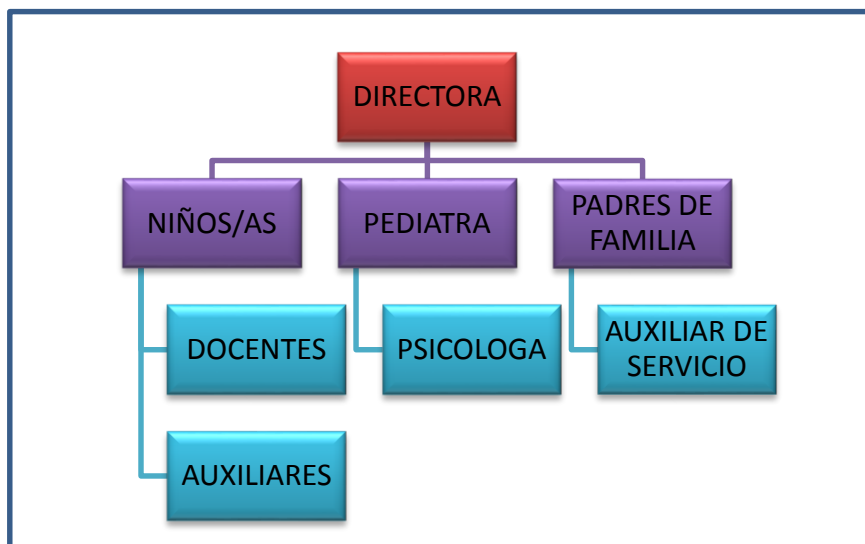 DIRECTORA
NIÑOS/AS
PEDIATRA
PADRES DE
FAMILIA
DOCENTES
PSICOLOGA
AUXILIAR DE
SERVICIO
AUXILIARES